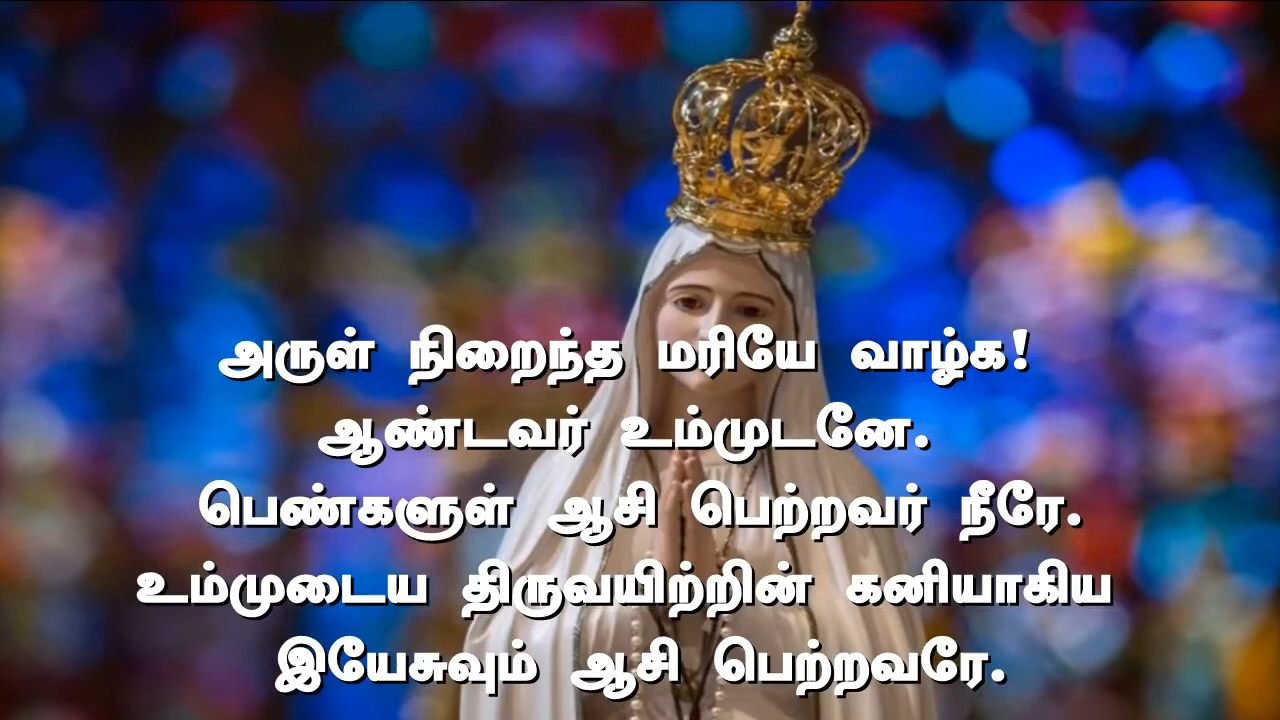 அருள் நிறைந்த மரியே வாழ்க!
ஆண்டவர் உம்முடனே.
பெண்களுள் ஆசி பெற்றவர் நீரே.
உம்முடைய திருவயிற்றின் கனியாகிய
இயேசுவும் ஆசி பெற்றவரே.